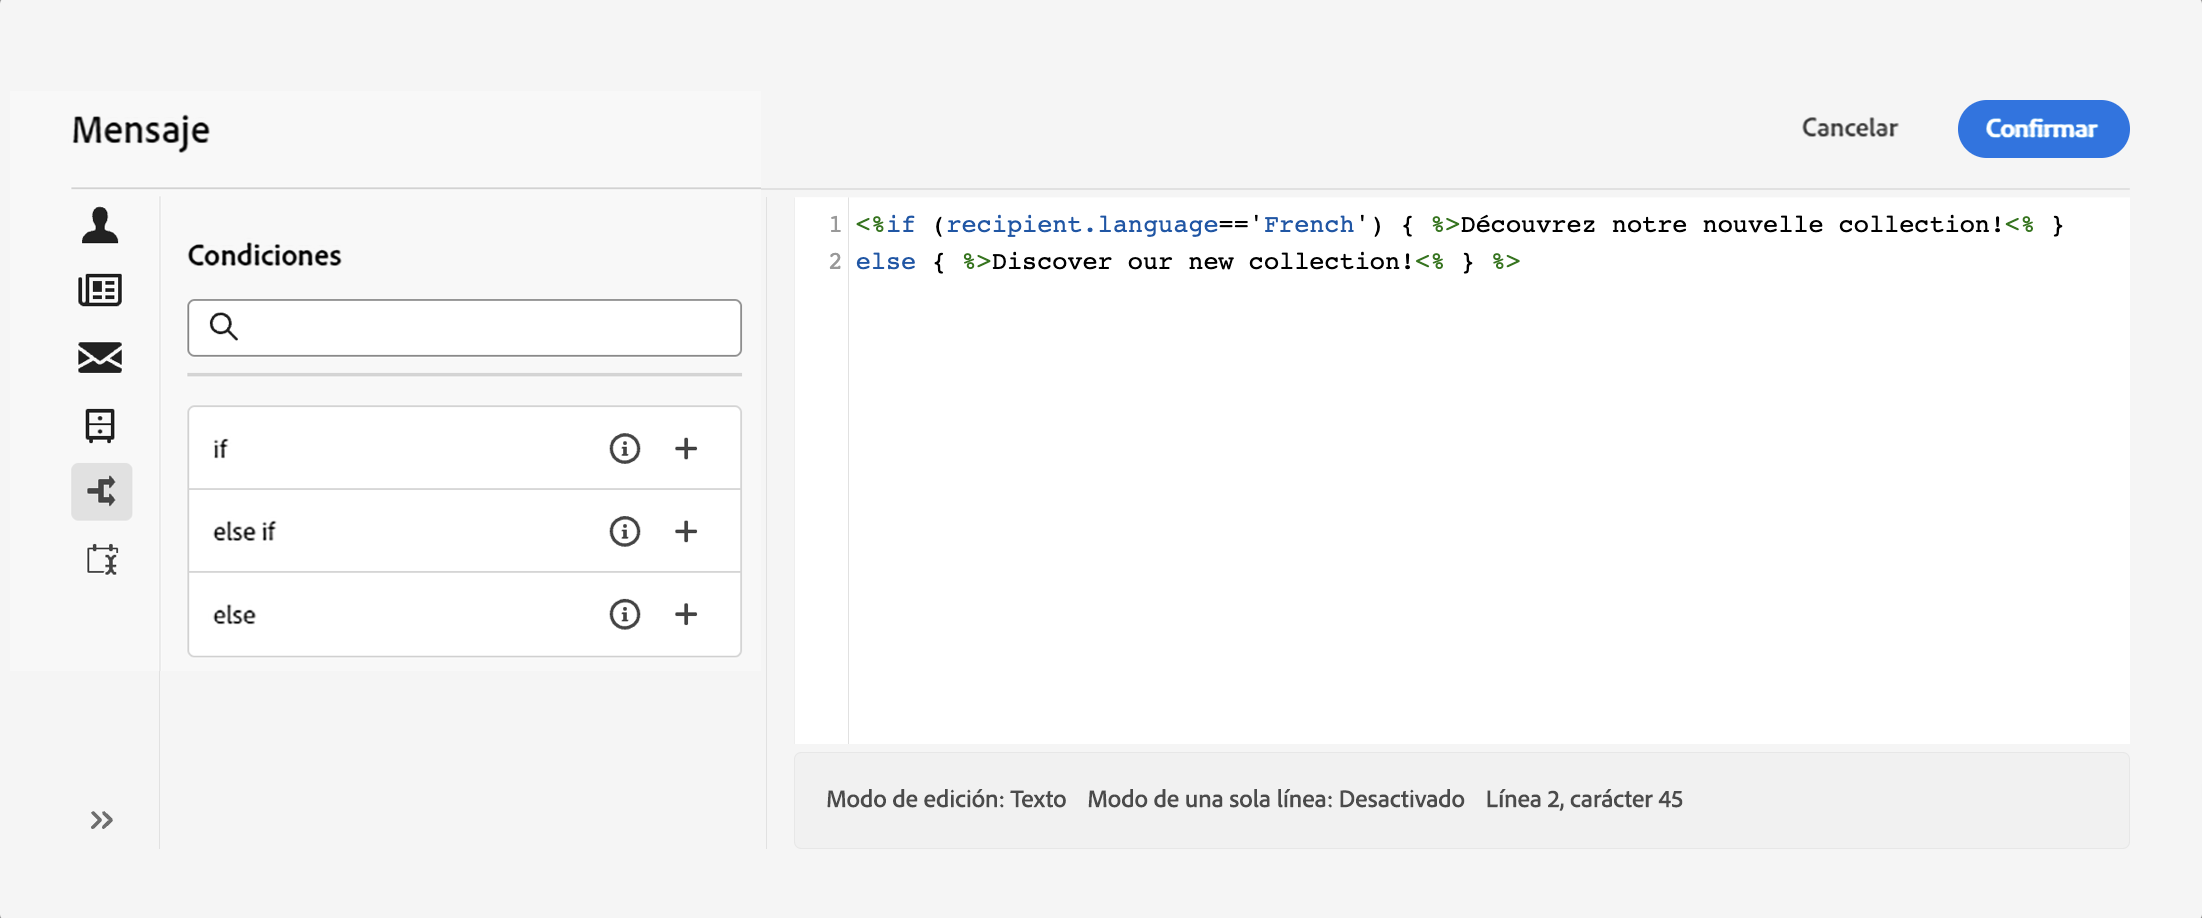 Mensaje
Cancelar
Confirmar
Condiciones
if
else if
else
1 <%if (recipient.language=='French') { %>Découvrez notre nouvelle collection!<% }
2 else { %>Discover our new collection!<% } %>
Modo de edición: Texto Modo de una sola línea: Desactivado Línea 2, carácter 45